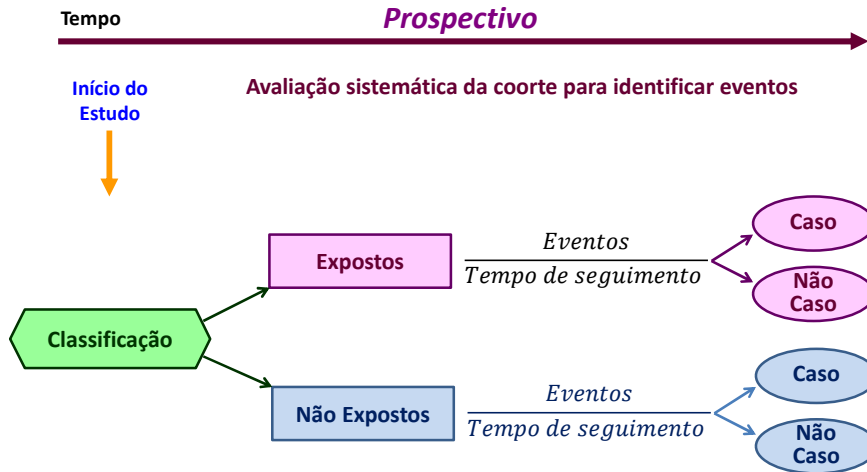 Tempo
Prospectivo
Início do
Estudo
Avaliação sistemática da coorte para identificar eventos
Classificação
Expostos
Eventos
Tempo de seguimento
Caso
Não
Caso
Não Expostos
Eventos
Tempo de seguimento
Caso
Não
Caso